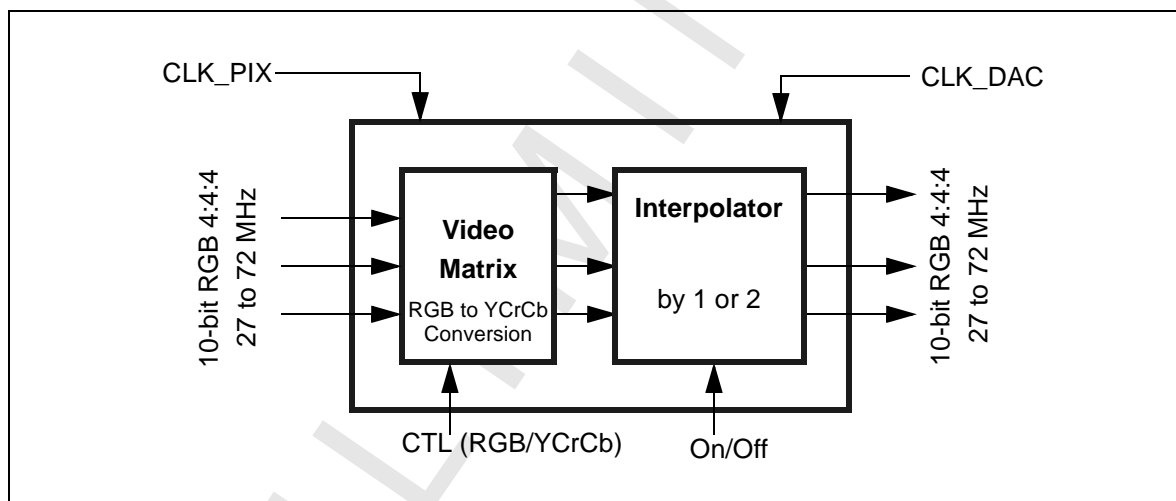 CLK_PIX
CLK_DAC
10-bit RGB 4:4:4
27 to 72 MHz
Video
Matrix
RGB to YCrCb
Conversion
Interpolator
by 1 or 2
10-bit RGB 4:4:4
27 to 72 MHz
CTL (RGB/YCrCb)
On/Off
L I M I